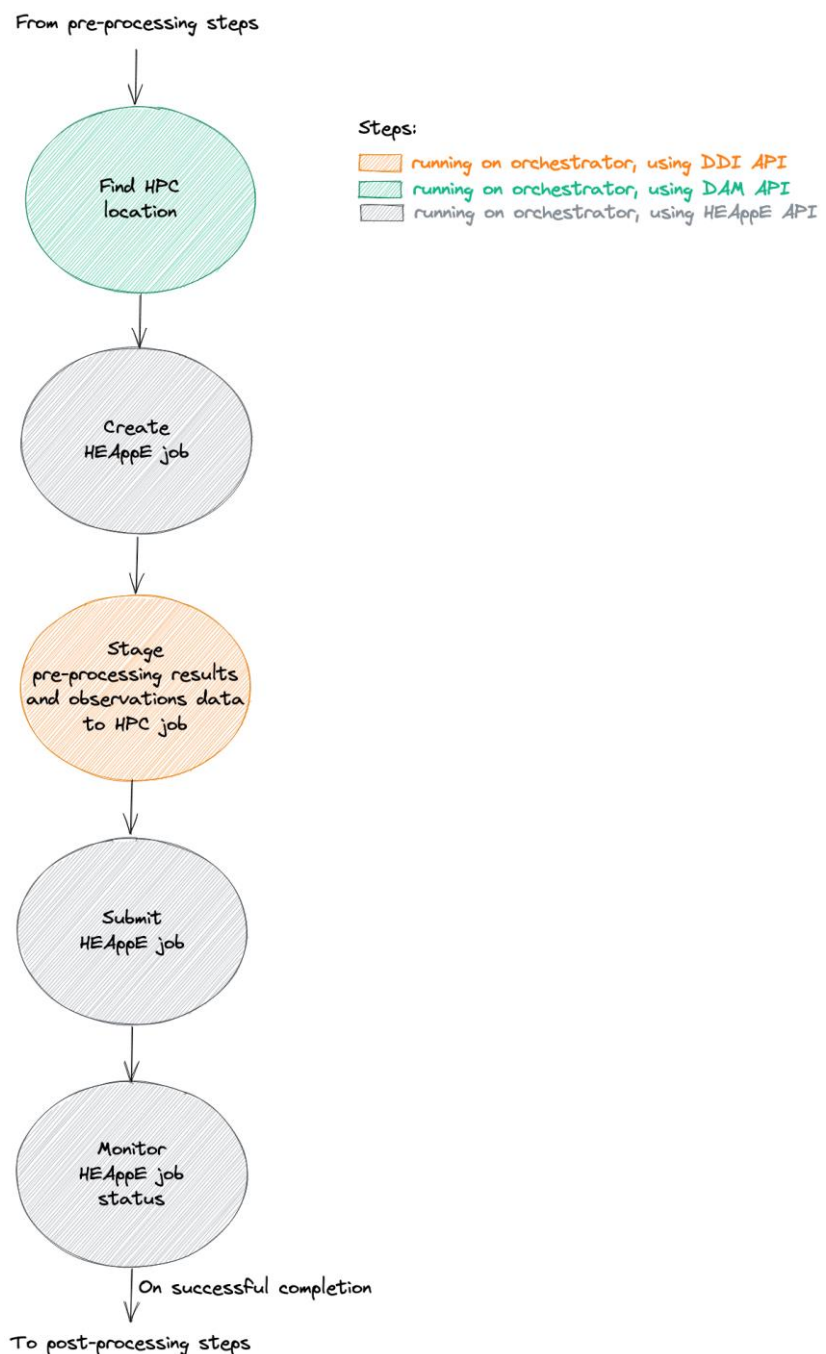 From pre-processing steps
Find HPC
location
Steps:
running on orchestrator, using DDI API
running on orchestrator, using DAM API
running on orchestrator, using HEAppE API
Create
HEAppE job
Stage
pre-processing results
and observations data
to HPC job
Submit
HEAppE job
Monitor
HEAppE job
status
On successful completion
To post-processing steps